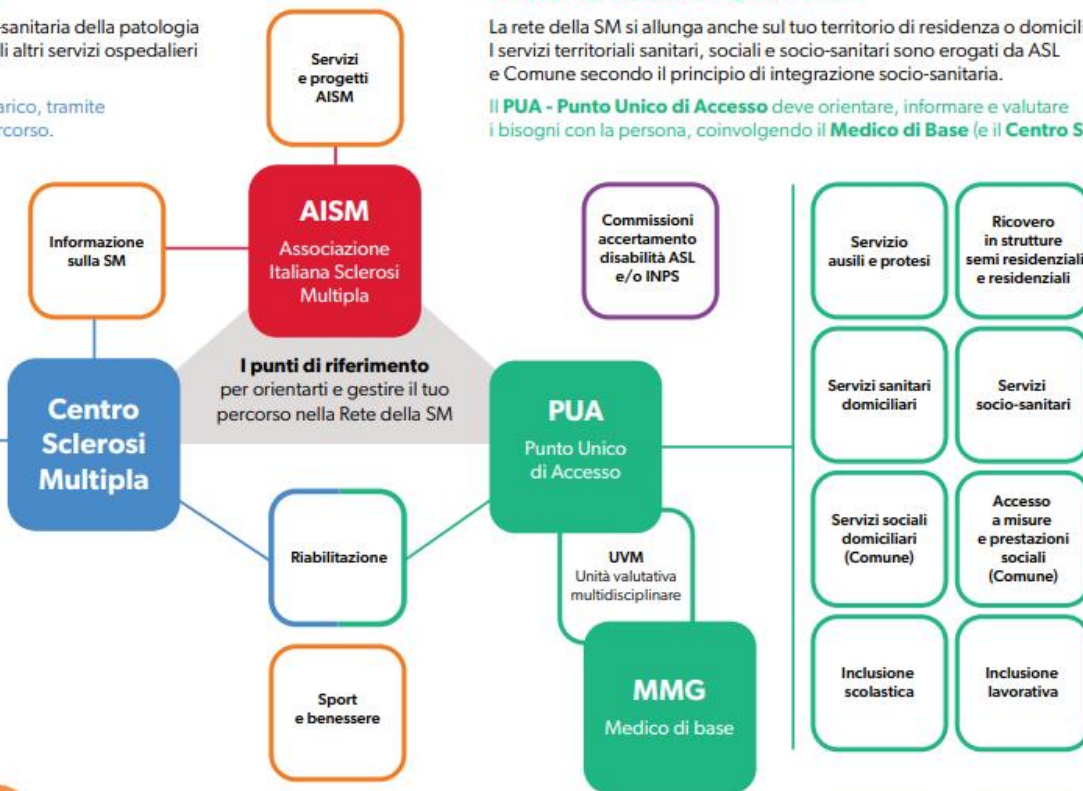 -sanitaria della patologia
li altri servizi ospedalieri
arico, tramite
rcorso.
La rete della SM si allunga anche sul tuo territorio di residenza o domicili
I servizi territoriali sanitari, sociali e socio-sanitari sono erogati da ASL
e Comune secondo il principio di integrazione socio-sanitaria.
Il PUA - Punto Unico di Accesso deve orientare, informare e valutare
i bisogni con la persona, coinvolgendo il Medico di Base (e il Centro S
Servizi
e progetti
AISM
Informazione
sulla SM
AISM
Associazione
Italiana Sclerosi
Multipla
I punti di riferimento
per orientarti e gestire il tuo
percorso nella Rete della SM
Centro
Sclerosi
Multipla
PUA
Punto Unico
di Accesso
Riabilitazione
UVM
Unità valutativa
multidisciplinare
MMG
Medico di base
Sport
e benessere
Commissioni
accertamento
disabilità ASL
e/o INPS
Servizio
ausili e protesi
Ricovero
in strutture
semi residenziali
e residenziali
Servizi sanitari
domiciliari
Servizi
socio-sanitari
Servizi sociali
domiciliari
(Comune)
Accesso
a misure
e prestazioni
sociali
(Comune)
Inclusione
scolastica
Inclusione
lavorativa